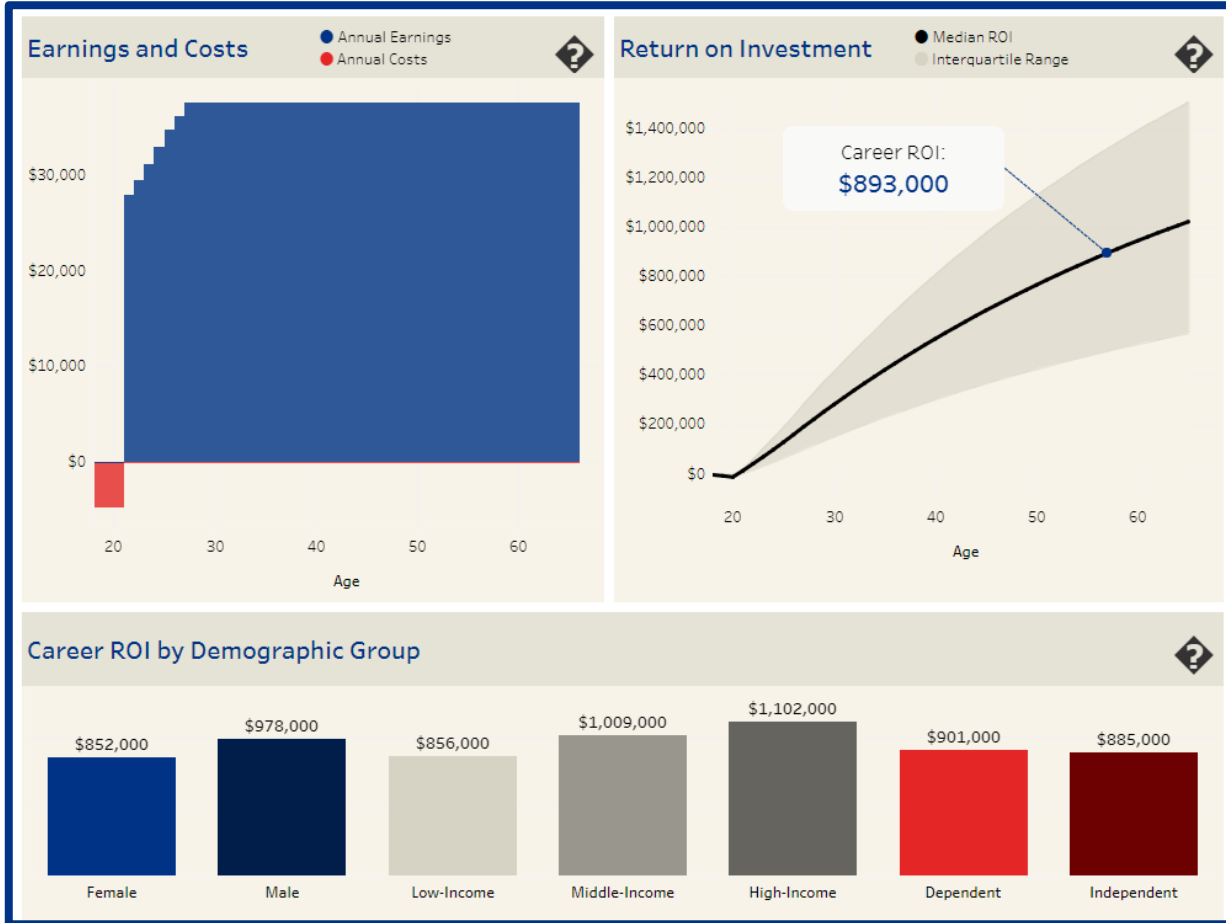 Earnings and Costs
Annual Earnings
Annual Costs
?
$30,000
$20,000
$10,000
$0
20 30 40 50 60
Age
Return on Investment
Median ROI
Interquartile Range
?
$1,400,000
$1,200,000
$1,000,000
$800,000
$600,000
$400,000
$200,000
$0
Career ROI:
$893,000
20 30 40 50 60
Age
Career ROI by Demographic Group
?
$852,000 $978,000 $856,000 $1,009,000 $1,102,000 $901,000 $885,000
Female Male Low-Income Middle-Income High-Income Dependent Independent